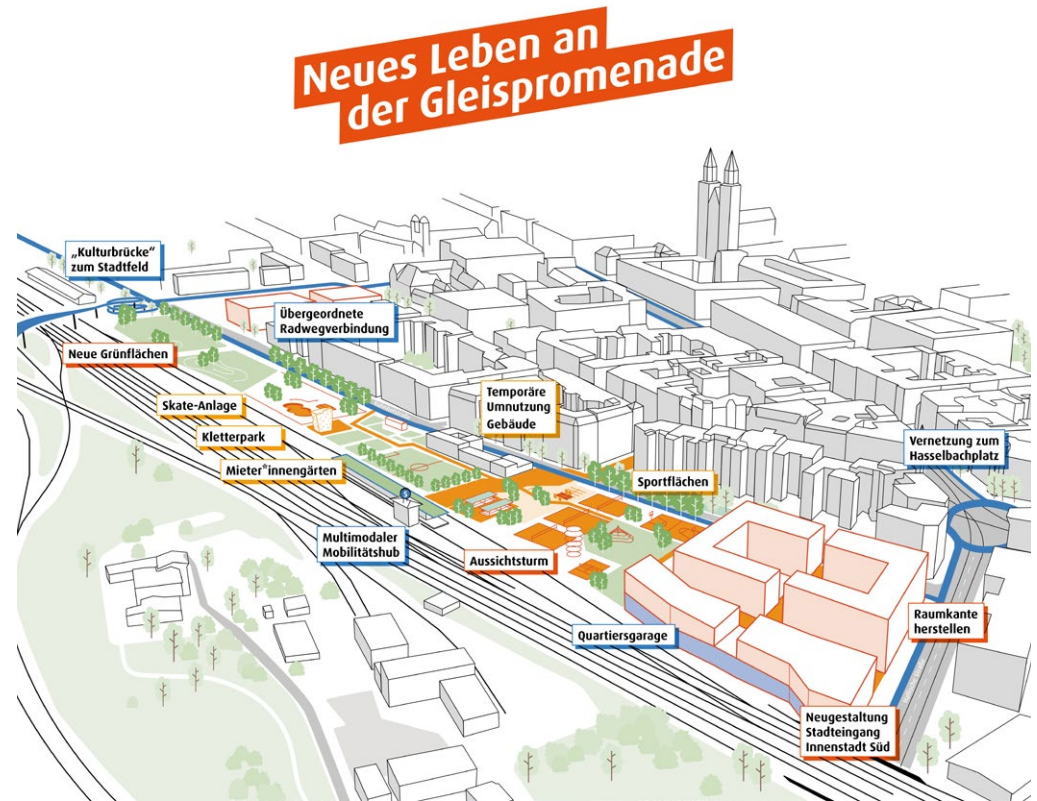 Neues Leben an
der Gleispromenade
„Kulturbrücke“
zum Stadtfeld
Übergeordnete
Radwegverbindung
Neue Grünflächen
Skate-Anlage
Temporäre
Umnutzung
Gebäude
Kletterpark
Vernetzung zum
Hasselbachplatz
Mieter*innengärten
Sportflächen
Multimodaler
Mobilitätshub
Aussichtsturm
Quartiersgarage
Raumkante
herstellen
Neugestaltung
Stadteingang
Innenstadt Süd